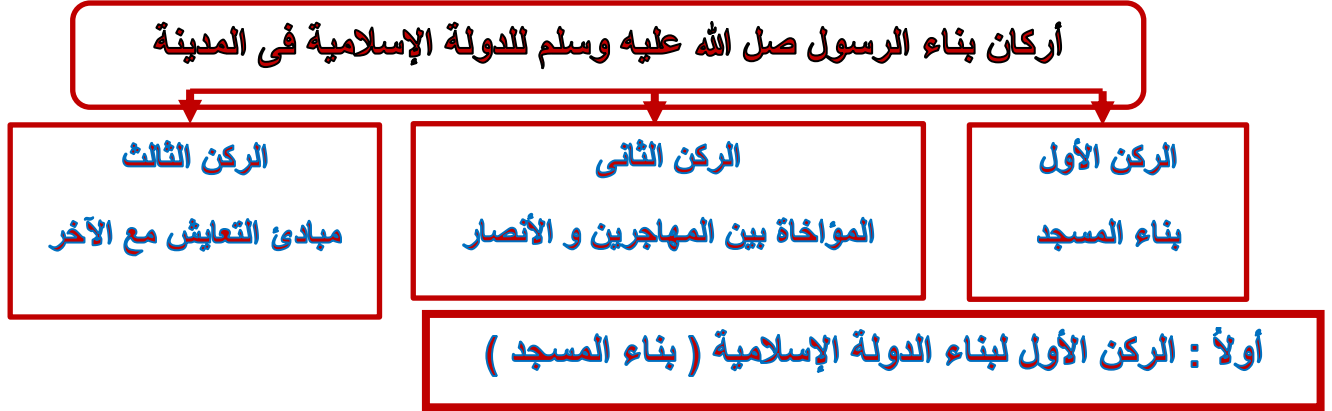 أركان بناء الرسول صل الله عليه وسلم للدولة الإسلامية فى المدينة
الركن الأول
بناء المسجد
الركن الثانى
المؤاخاة بين المهاجرين و الأنصار
الركن الثالث
مبادئ التعايش مع الآخر
أولاً : الركن الأول لبناء الدولة الإسلامية ( بناء المسجد )